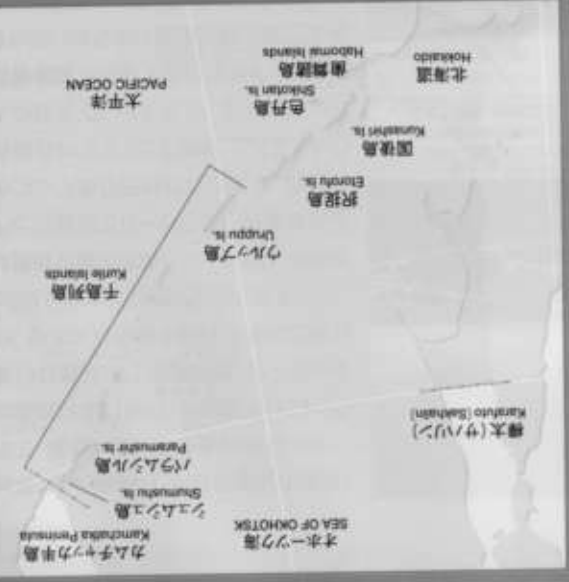 カムチャッカ半島
Kamchatka Peninsula
オホーツク海
SEA OF OKHOTSK
シュムシュ島
Shumushu Is.
パラムシル島
Paramushir Is.
樺太(サハリン)
Karafuto [Sakhalin]
千島列島
Kurile Islands
ウルップ島
Uruppu Is.
択捉島
Etorofu Is.
国後島
Kunashiri Is.
色丹島
Shikotan Is.
太平洋
PACIFIC OCEAN
歯舞諸島
Habomai Islands
北海道
Hokkaido